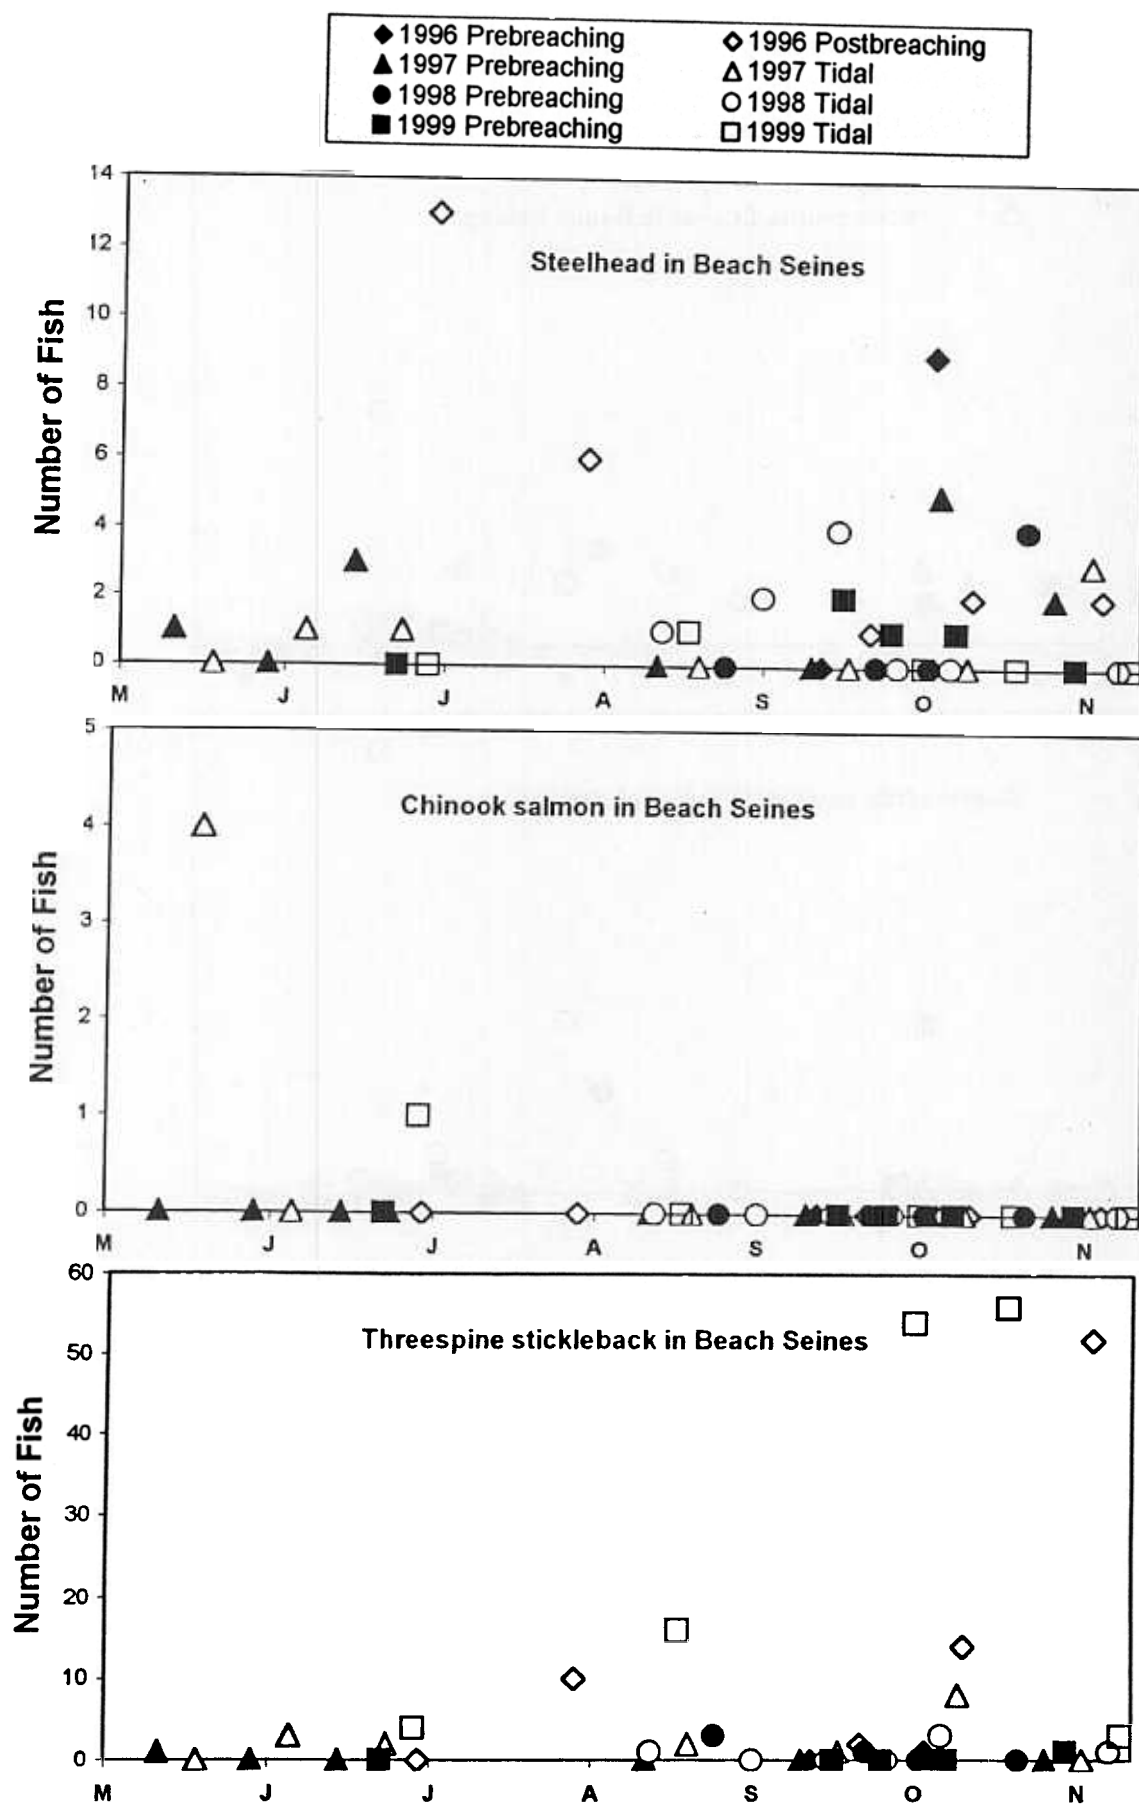 1996 Prebreaching 1996 Postbreaching
1997 Prebreaching 1997 Tidal
1998 Prebreaching 1998 Tidal
1999 Prebreaching 1999 Tidal
Steelhead in Beach Seines
Number of Fish
14
12
10
8
6
4
2
0
M J J A S O N
Chinook salmon in Beach Seines
Number of Fish
5
4
3
2
1
0
M J J A S O N
Threespine stickleback in Beach Seines
Number of Fish
60
50
40
30
20
10
0
M J J A S O N